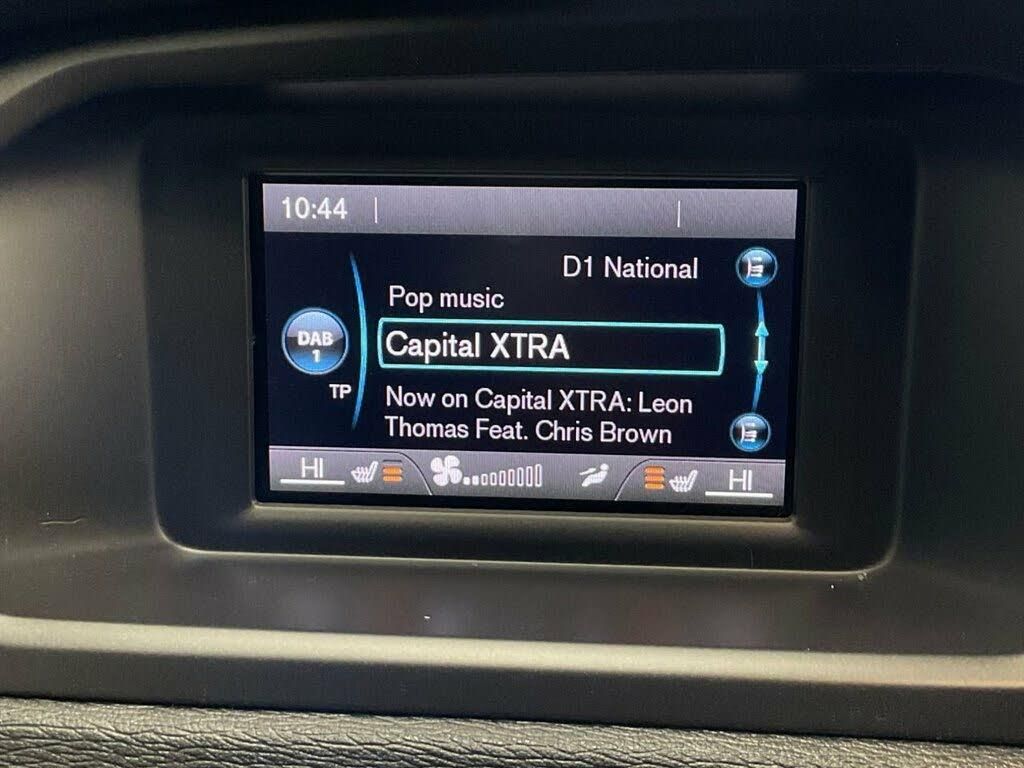 10:44
D1 National
Pop music
DAB
1
Capital XTRA
TP
Now on Capital XTRA: Leon
Thomas Feat. Chris Brown
HI
HI